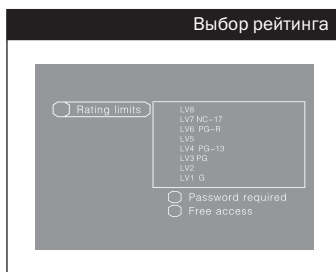 Выбор рейтинга
Rating limits
LV8
LV7 NC-17
LV6 PG-R
LV5
LV4 PG-13
LV3 PG
LV2
LV1 G
Password required
Free access